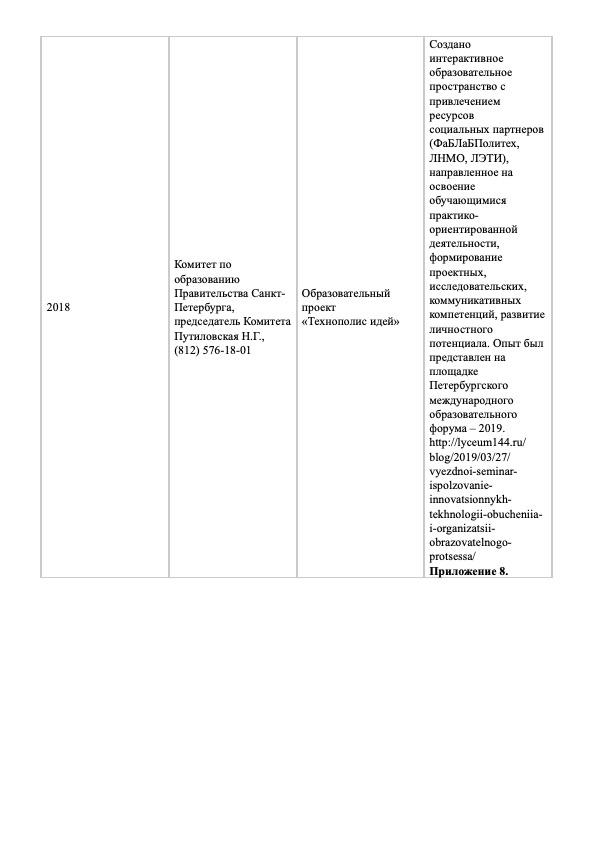 2018
Комитет по
образованию
Правительства Санкт-
Петербурга,
председатель Комитета
Путиловская Н.Г.,
(812) 576-18-01
Образовательный
проект
«Технополис идей»
Создано
интерактивное
образовательное
пространство с
привлечением
ресурсов
социальных партнеров
(ФаБЛаБПолитех,
ЛНМО, ЛЭТИ),
направленное на
освоение
обучающимися
практико-
ориентированной
деятельности,
формирование
проектных,
исследовательских,
коммуникативных
компетенций, развитие
личностного
потенциала. Опыт был
представлен на
площадке
Петербургского
международного
образовательного
форума – 2019.
http://lyceum144.ru/
blog/2019/03/27/
vyezdnoi-seminar-
ispolzovanie-
innovatsionnykh-
tekhnologii-obucheniia-
i-organizatsii-
obrazovatelnogo-
protsessa/
Приложение 8.